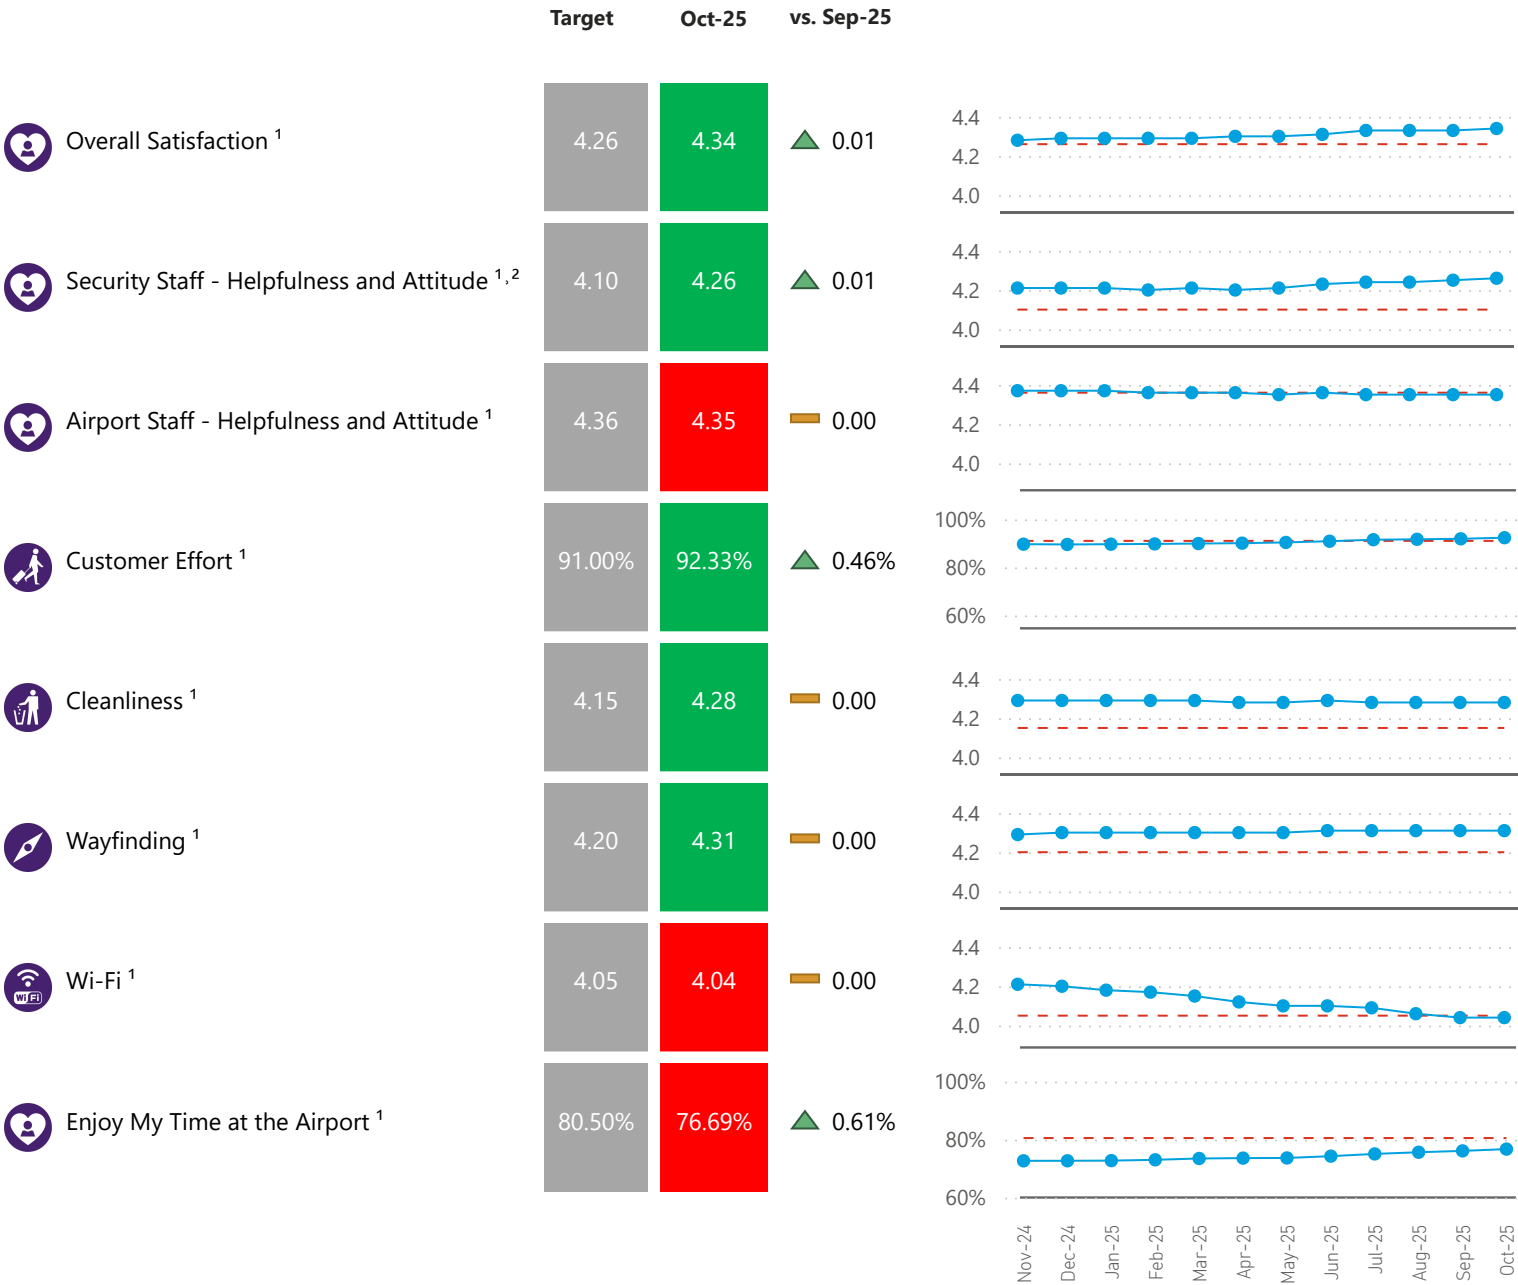 Target Oct-25 vs. Sep-25
Overall Satisfaction ¹ 4.26 4.34 0.01
4.4
4.2
4.0
Security Staff - Helpfulness and Attitude ¹,² 4.10 4.26 0.01
4.4
4.2
4.0
Airport Staff - Helpfulness and Attitude ¹ 4.36 4.35 0.00
4.4
4.2
4.0
Customer Effort ¹ 91.00% 92.33% 0.46%
100%
80%
60%
Cleanliness ¹ 4.15 4.28 0.00
4.4
4.2
4.0
Wayfinding ¹ 4.20 4.31 0.00
4.4
4.2
4.0
WiFi
Wi-Fi ¹ 4.05 4.04 0.00
4.4
4.2
4.0
Enjoy My Time at the Airport ¹ 80.50% 76.69% 0.61%
100%
80%
60%
Nov-24 Dec-24 Jan-25 Feb-25 Mar-25 Apr-25 May-25 Jun-25 Jul-25 Aug-25 Sep-25 Oct-25